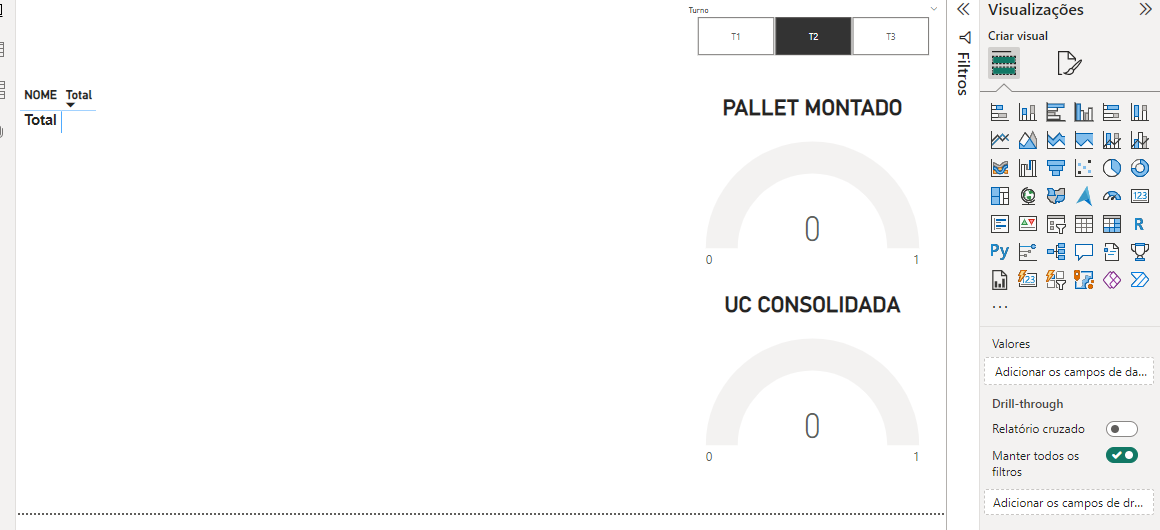 Turno
T1 T2 T3
NOME Total
Total
PALLET MONTADO
0
0 1
UC CONSOLIDADA
0
0 1
Filtros
Visualizações
Criar visual
123
R
Py
123
...
Valores
Adicionar os campos de da...
Drill-through
Relatório cruzado
Manter todos os
filtros
Adicionar os campos de dr...